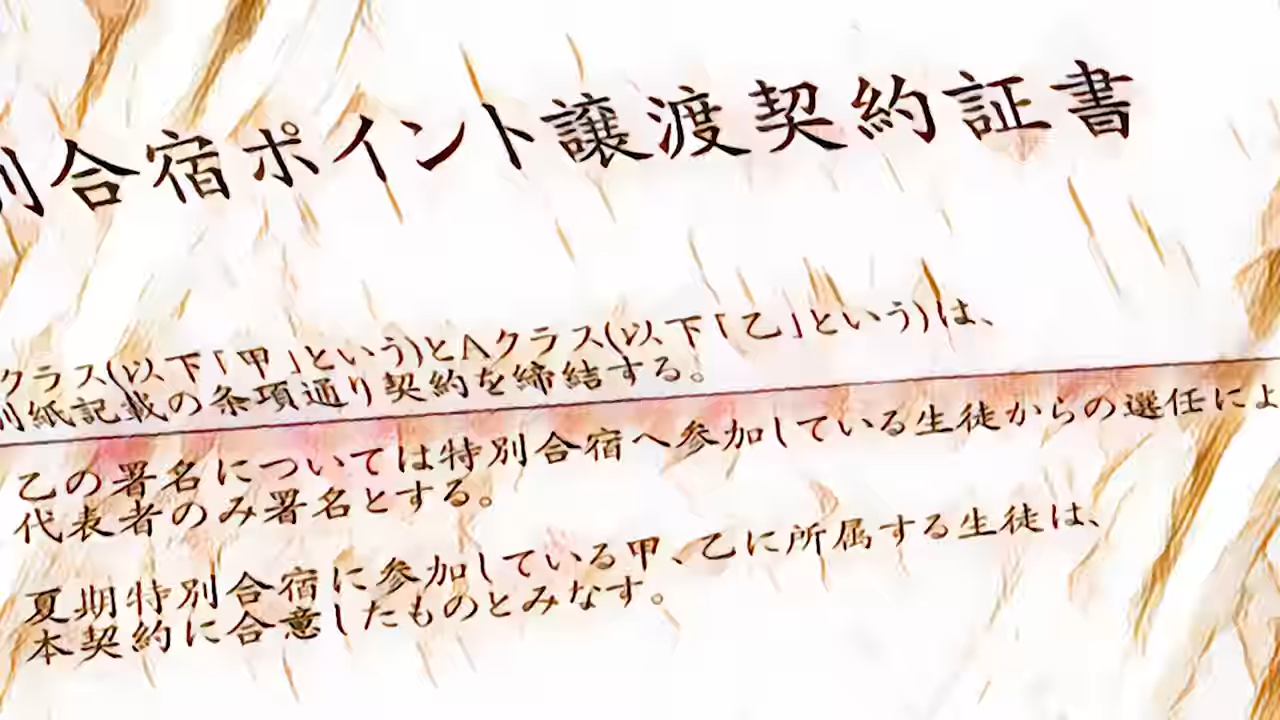 別合宿ポイント譲渡契約証書
クラス(以下「甲」という)とAクラス(以下「乙」という)は、
別紙記載の条項通り契約を締結する。
乙の署名については特別合宿へ参加している生徒からの選任によ
代表者のみ署名とする。
夏期特別合宿に参加している甲、乙に所属する生徒は、
本契約に合意したものとみなす。